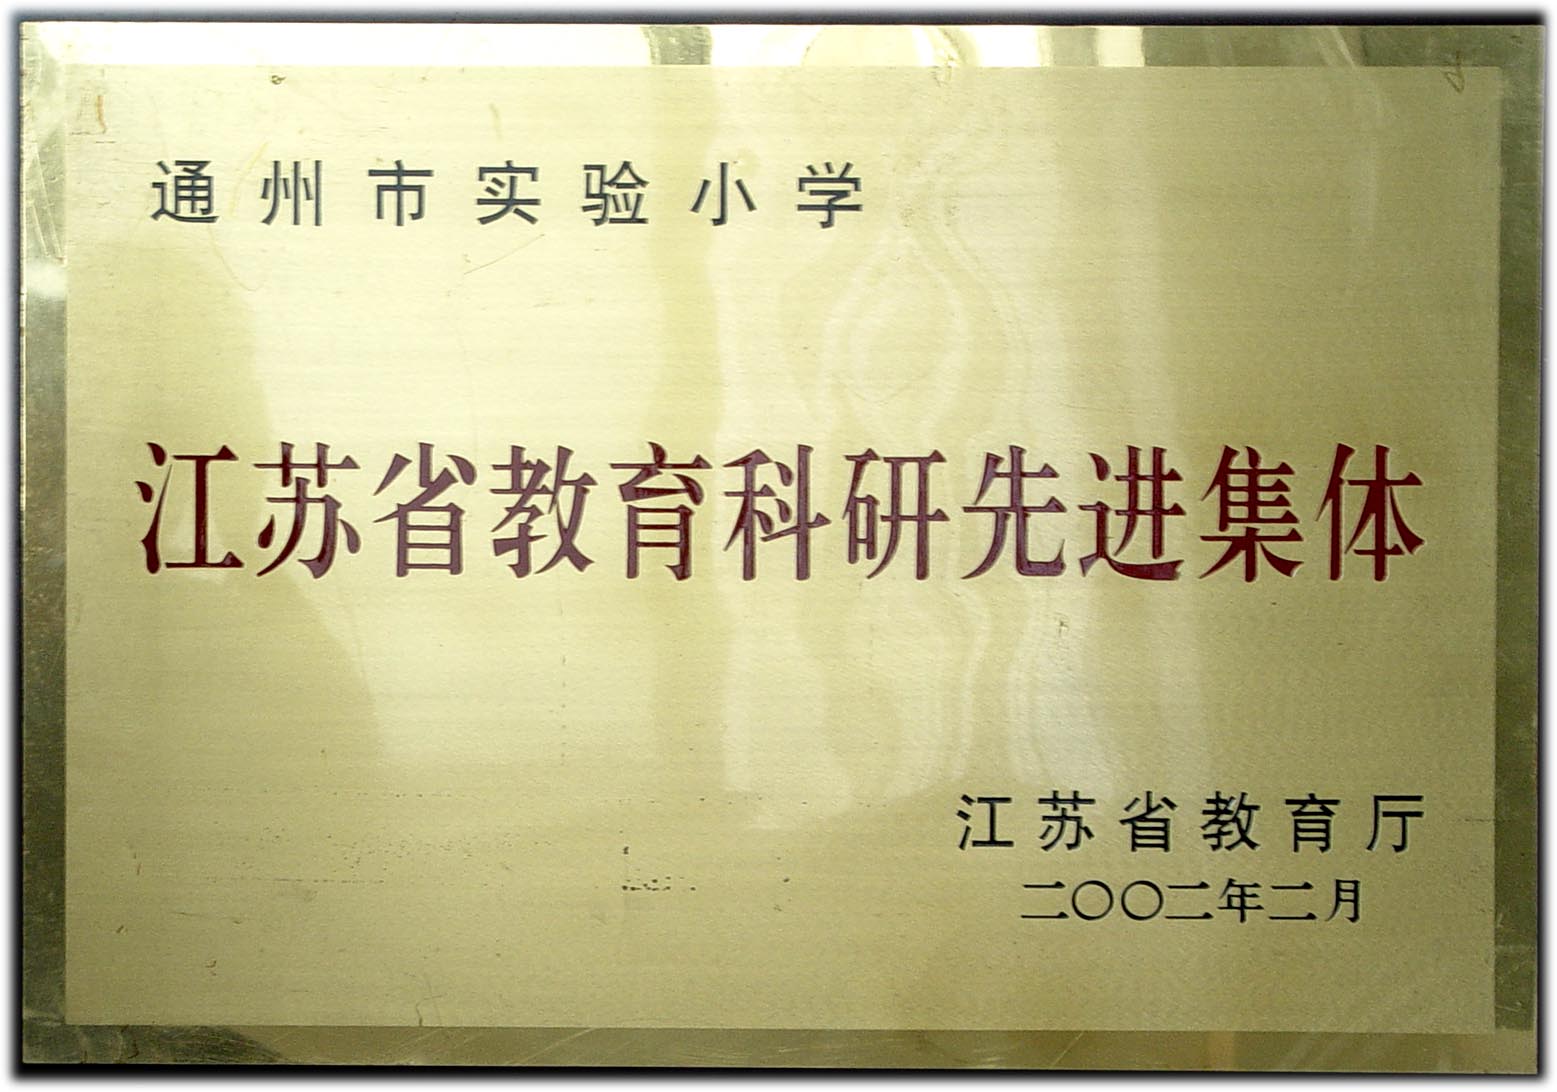 通州市实验小学
江苏省教育科研先进集体
江苏省教育厅
二〇〇二年二月